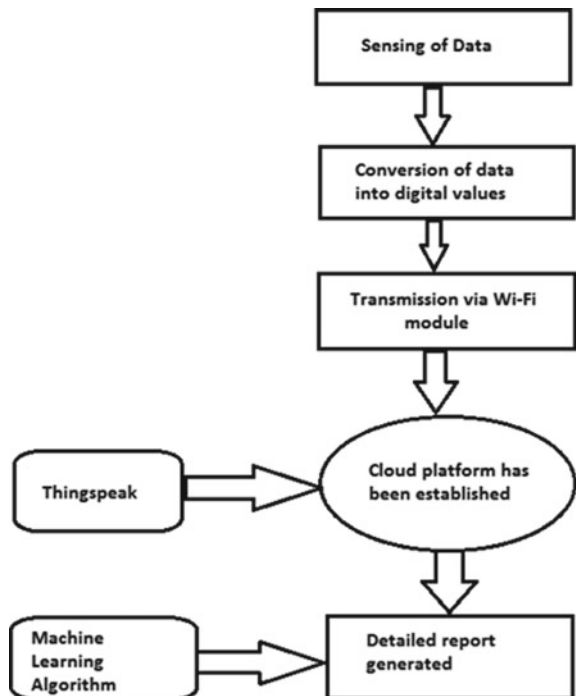 Sensing of Data
Conversion of data
into digital values
Transmission via Wi-Fi
module
Cloud platform has
been established
Thingspeak
Detailed report
generated
Machine
Learning
Algorithm